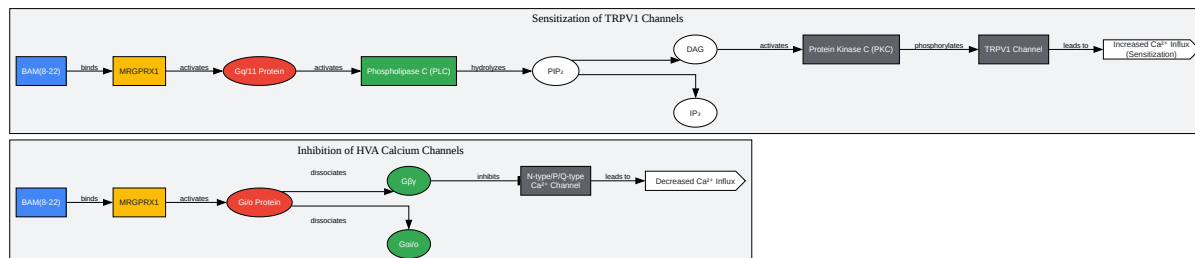 Sensitization of TRPV1 Channels
BAM(8-22)
binds
MRGPRX1
activates
Gq/11 Protein
activates
Phospholipase C (PLC)
hydrolyzes
PIP₂
DAG
IP₃
activates
Protein Kinase C (PKC)
phosphorylates
TRPV1 Channel
leads to
Increased Ca²⁺ Influx
(Sensitization)
Inhibition of HVA Calcium Channels
BAM(8-22)
binds
MRGPRX1
activates
Gi/o Protein
dissociates
dissociates
Gβγ
Gαi/o
inhibits
N-type/P/Q-type
Ca²⁺ Channel
leads to
Decreased Ca²⁺ Influx